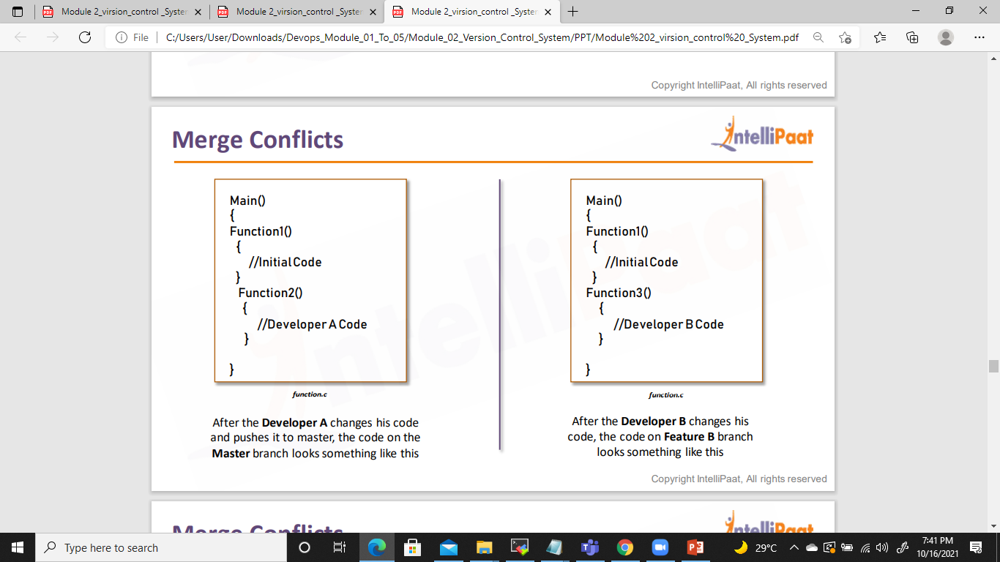 Module 2_virsion_control _Syster
Module 2_virsion_control _Syster
Module 2_virsion_control _Syster
File
C:/Users/User/Downloads/Devops_Module_01_To_05/Module_02_Version_Control_System/PPT/Module%202_virsion_control%20_System.pdf
Copyright IntelliPaat, All rights reserved
Merge Conflicts
IntelliPaat
Main()
{
Function1()
{
//Initial Code
}
Function2()
{
//Developer A Code
}
}
function.c
After the Developer A changes his code
and pushes it to master, the code on the
Master branch looks something like this
Main()
{
Function1()
{
//Initial Code
}
Function3()
{
//Developer B Code
}
}
function.c
After the Developer B changes his
code, the code on Feature B branch
looks something like this
Copyright IntelliPaat, All rights reserved
Merge Conflicts
IntelliPaat
Type here to search
29°C
7:41 PM
10/16/2021